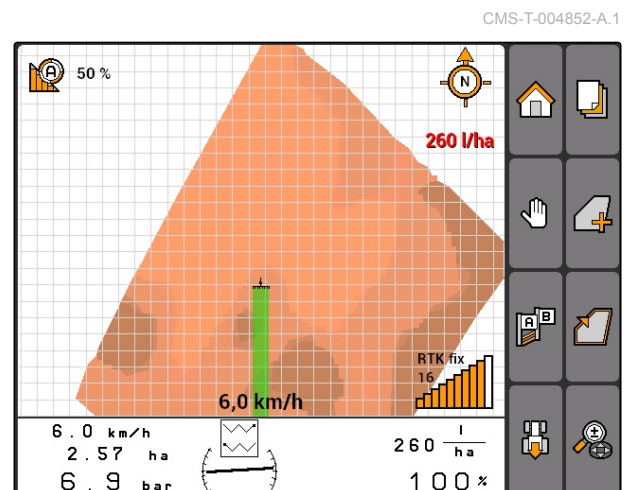 CMS-T-004852-A.1
A 50 %
N
260 l/ha
A B
RTK fix
16
6,0 km/h
6.0 km/h
2.57 ha
6.9 bar
260 l/ha
100%